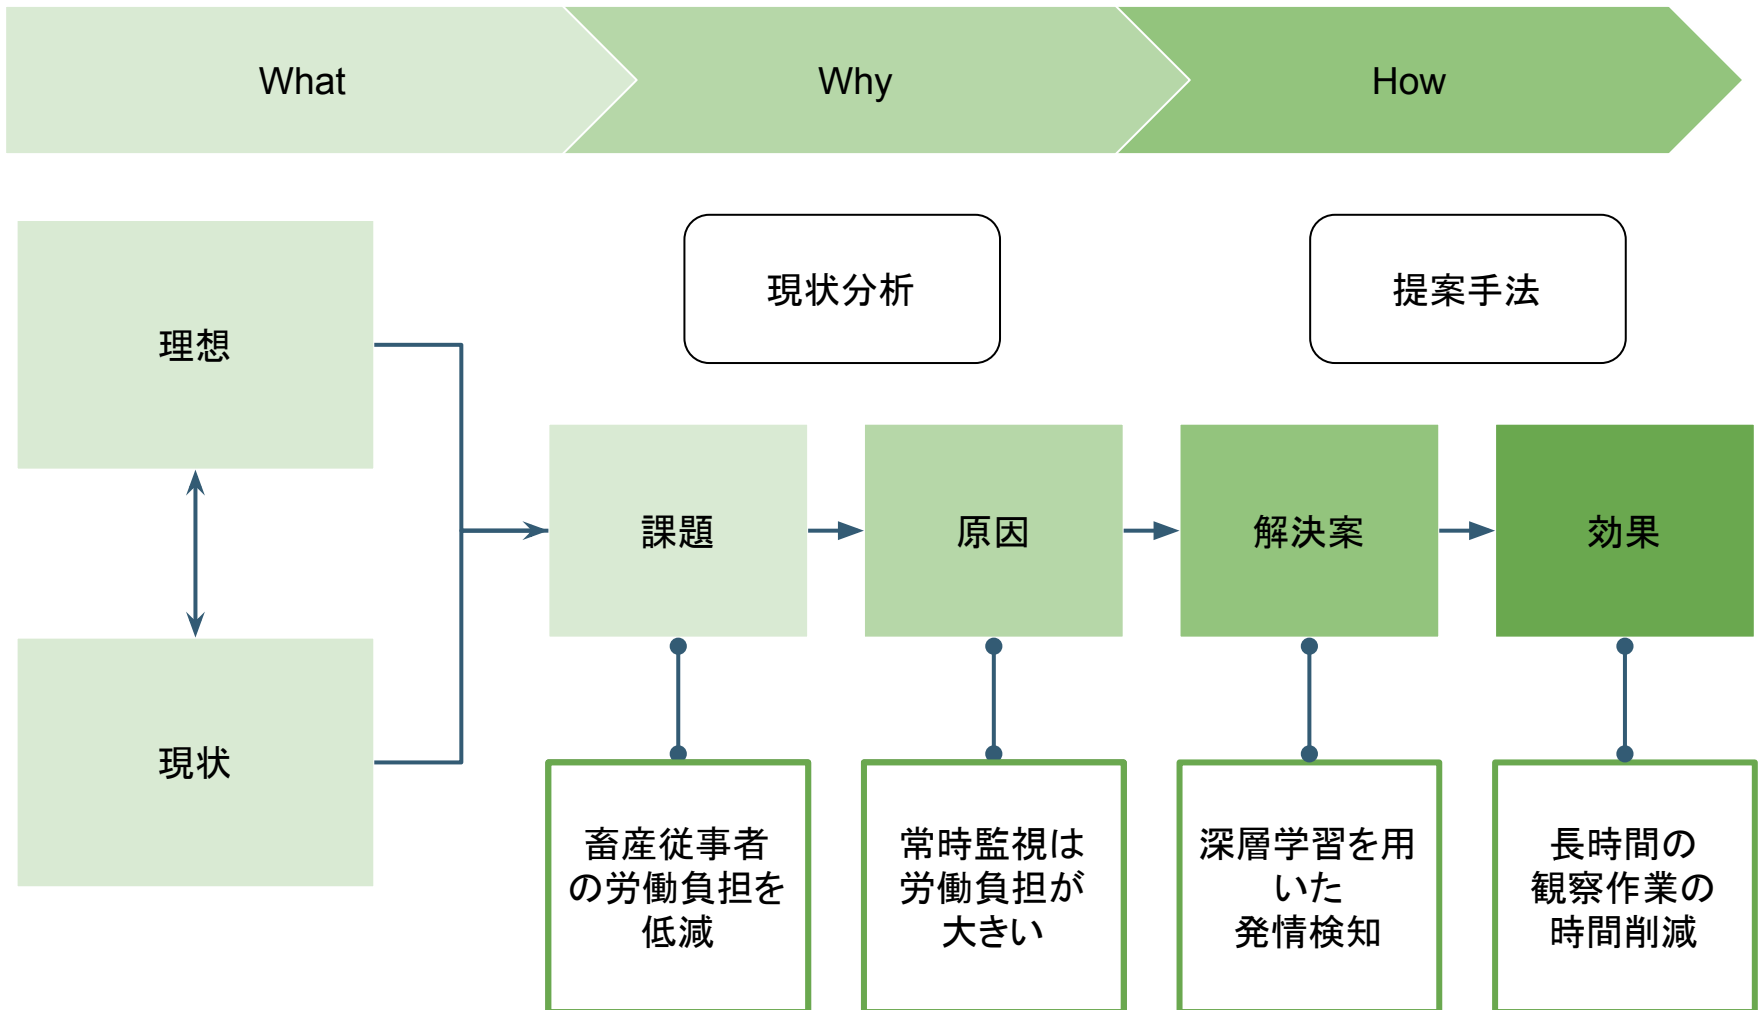 What
Why
How
現状分析
提案手法
理想
現状
課題
原因
解決案
効果
畜産従事者
の労働負担を
低減
常時監視は
労働負担が
大きい
深層学習を用
いた
発情検知
長時間の
観察作業の
時間削減